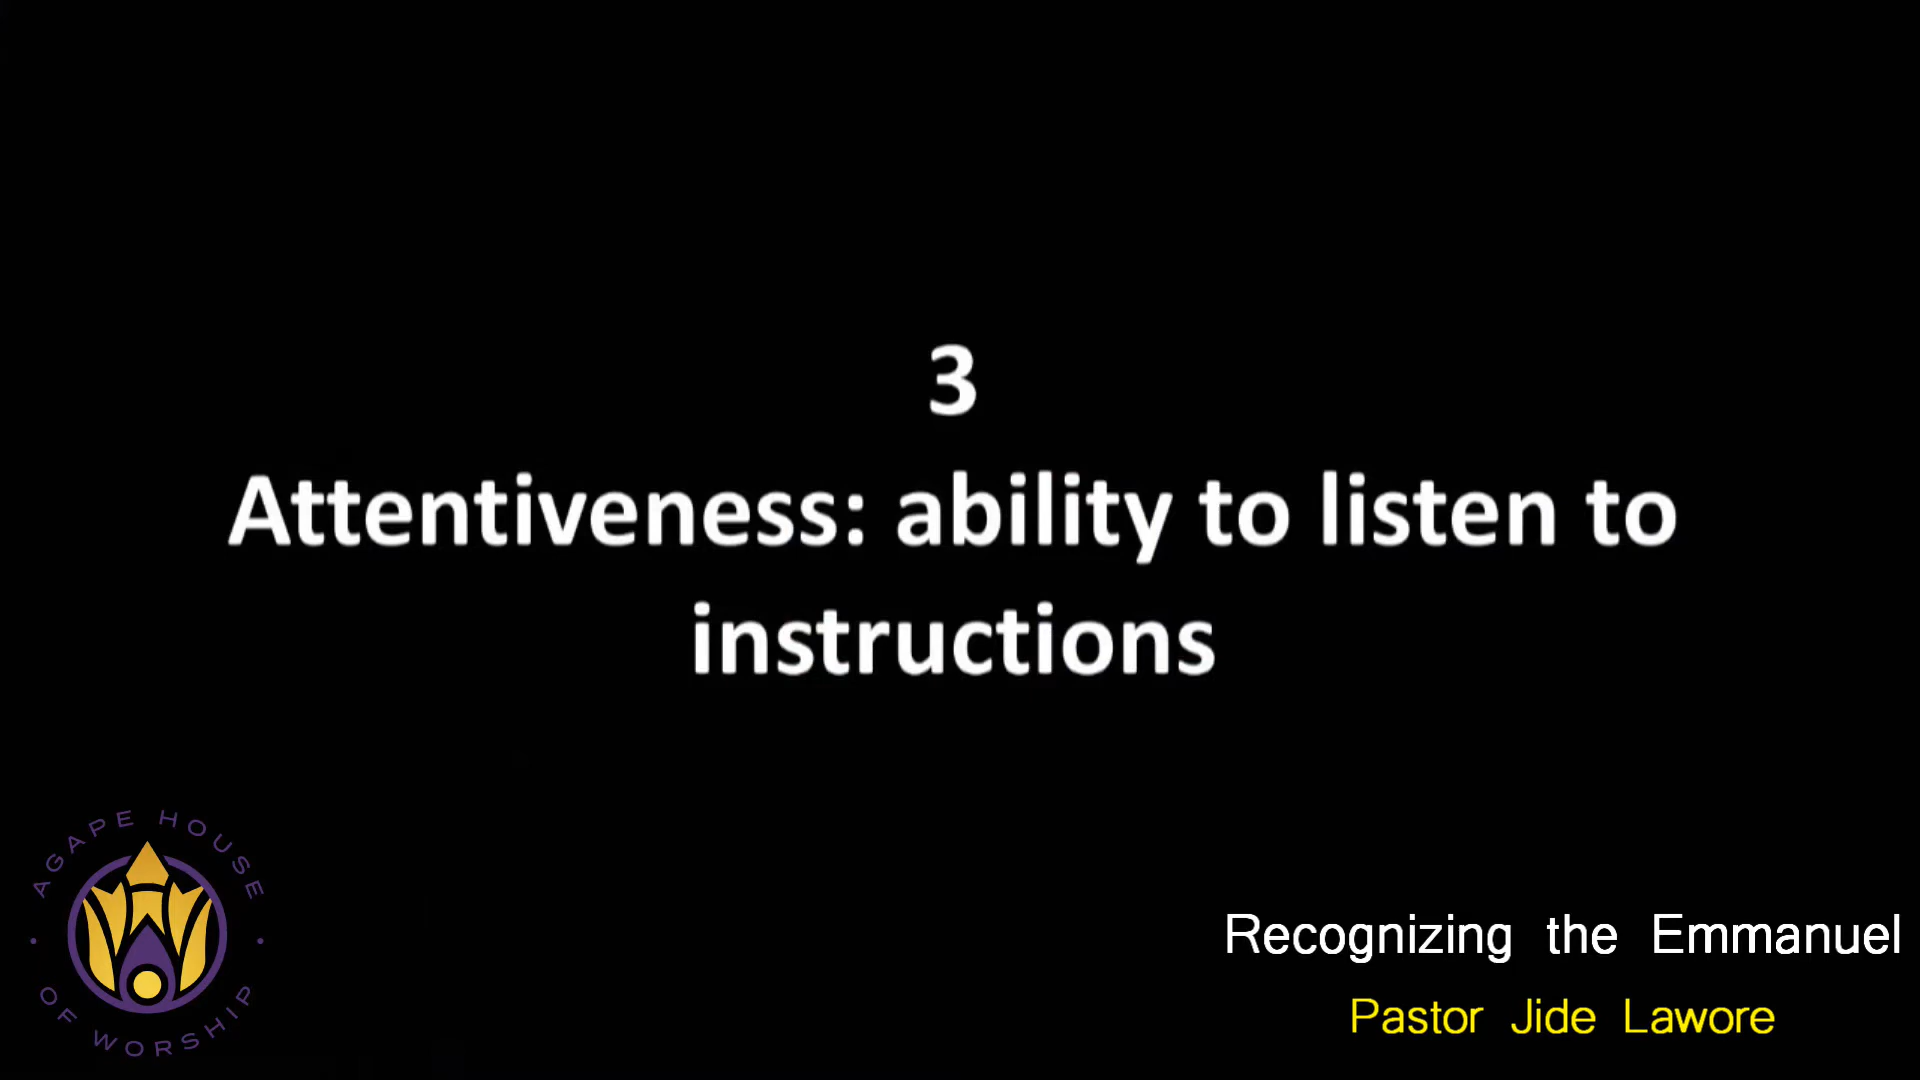 3
Attentiveness: ability to listen to
instructions
AGAPE HOUSE
OF WORSHIP
Recognizing the Emmanuel
Pastor Jide Lawore